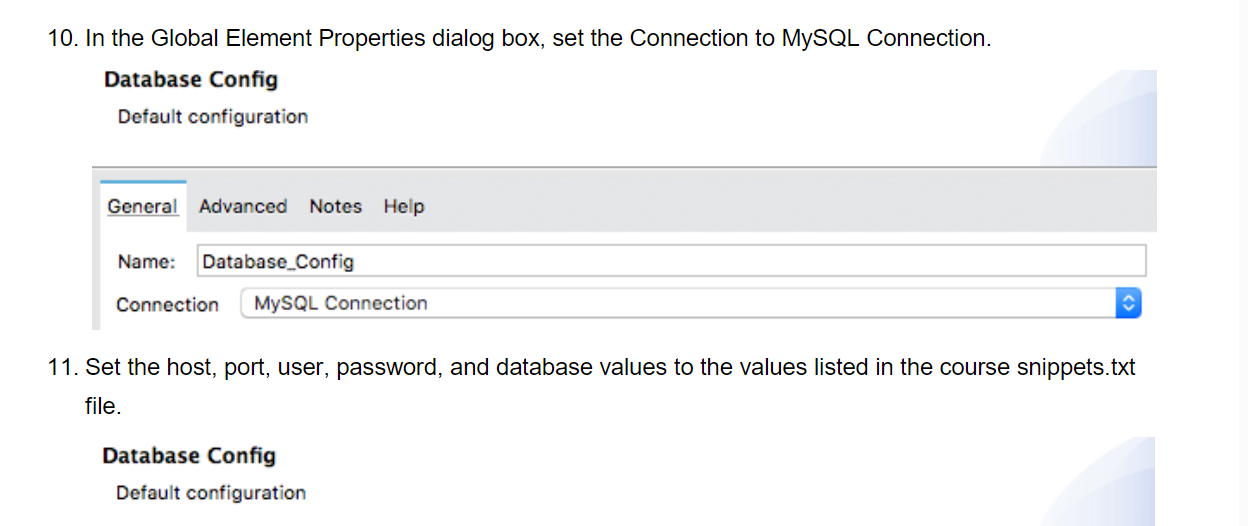 10. In the Global Element Properties dialog box, set the Connection to MySQL Connection.
Database Config
Default configuration
General Advanced Notes Help
Name: Database_Config
Connection MySQL Connection
11. Set the host, port, user, password, and database values to the values listed in the course snippets.txt
file.
Database Config
Default configuration